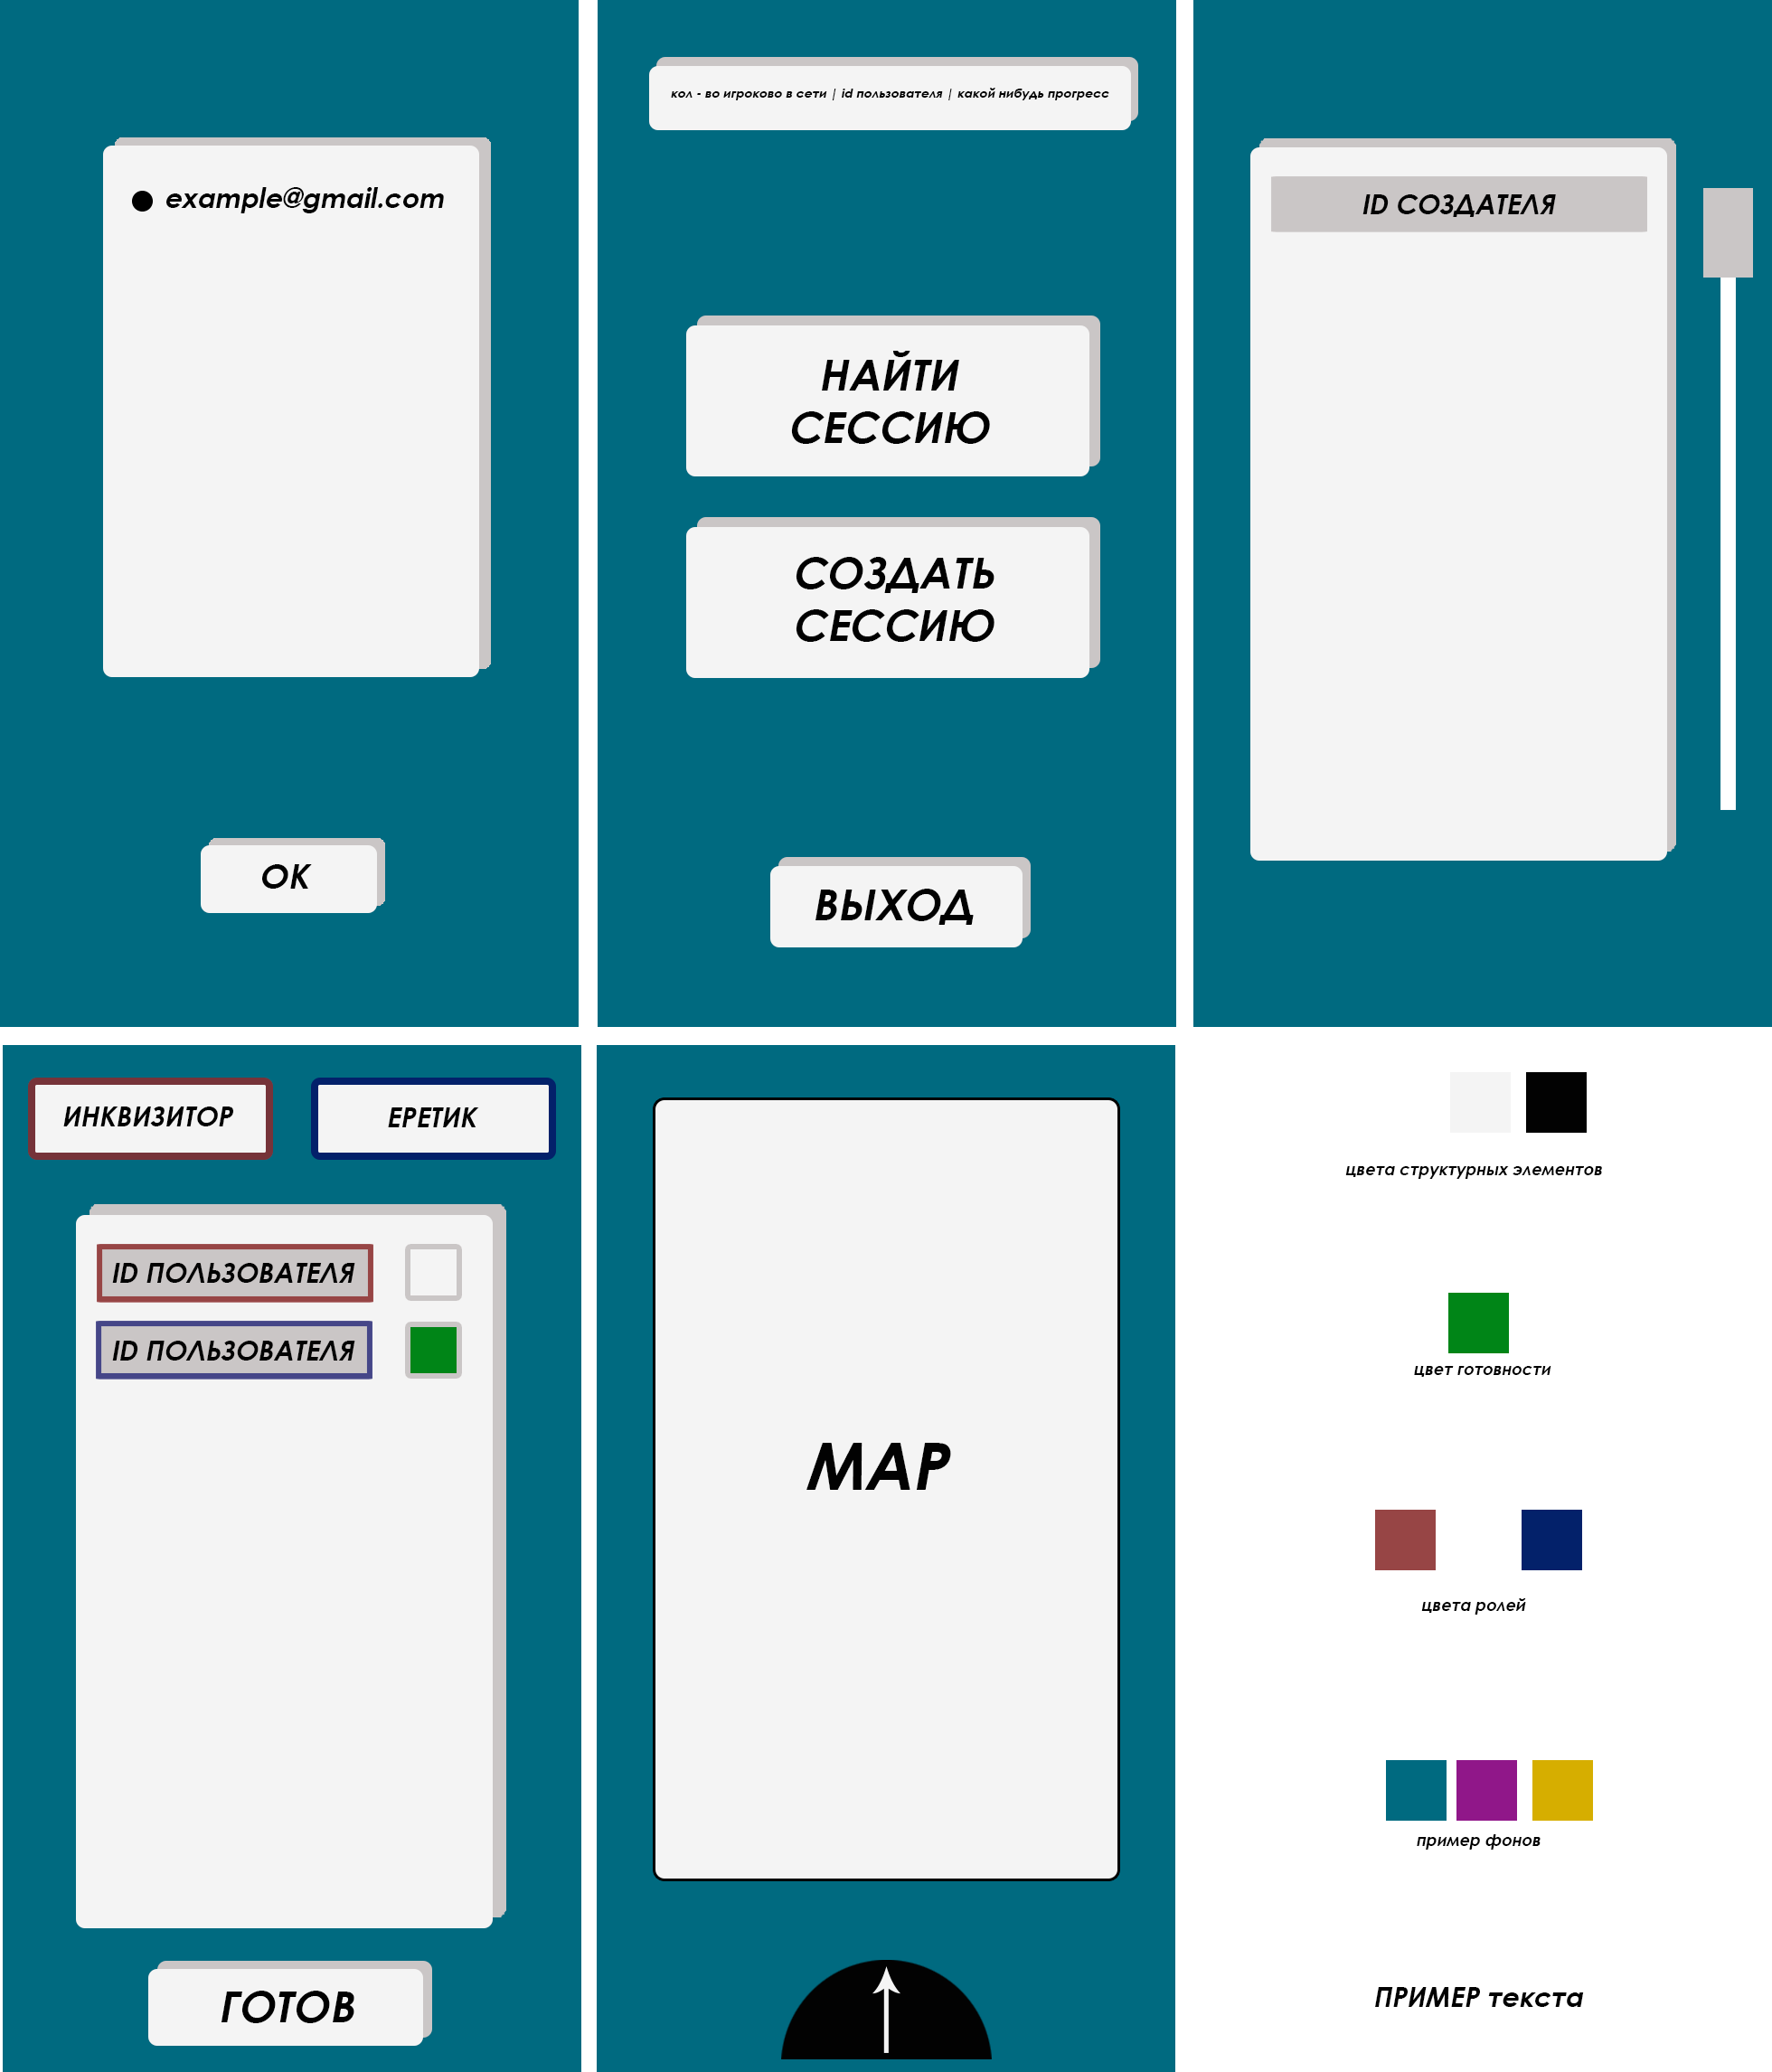 example@gmail.com
ОК
кол - во игроково в сети | id пользователя | какой нибудь прогресс
НАЙТИ
СЕССИЮ
СОЗДАТЬ
СЕССИЮ
ВЫХОД
ID СОЗДАТЕЛЯ
ИНКВИЗИТОР
ЕРЕТИК
ID ПОЛЬЗОВАТЕЛЯ
ID ПОЛЬЗОВАТЕЛЯ
ГОТОВ
MAP
цвета структурных элементов
цвет готовности
цвета ролей
пример фонов
ПРИМЕР текста